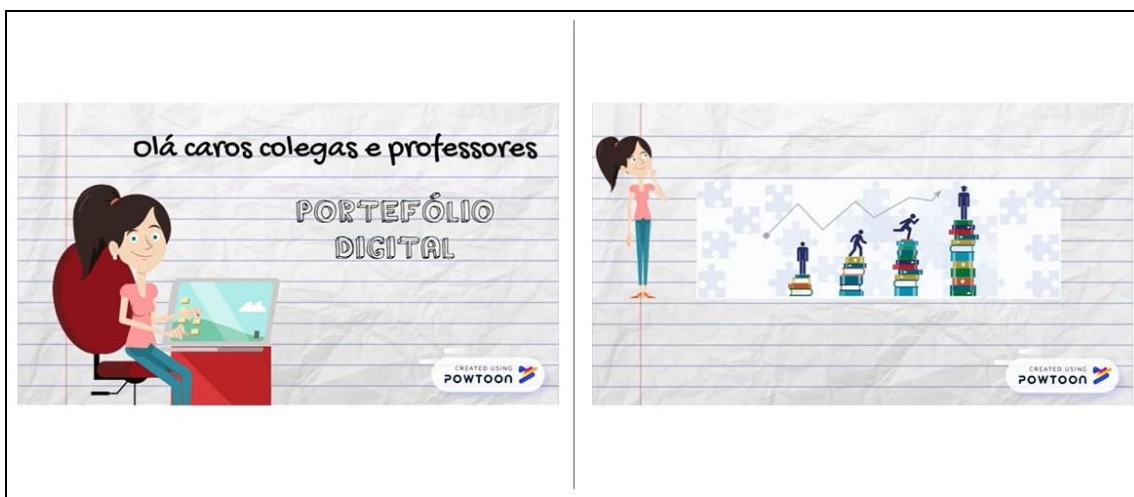 olá caros colegas e professores
PORTEFÓLIO
DIGITAL
CREATED USING
POWTOON
CREATED USING
POWTOON